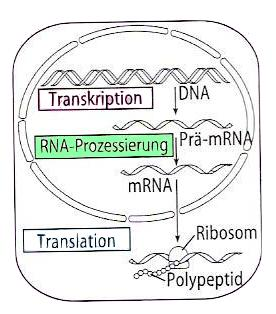 DNA
Transkription
RNA-Prozessierung
Prä-mRNA
mRNA
Translation
Ribosom
Polypeptid